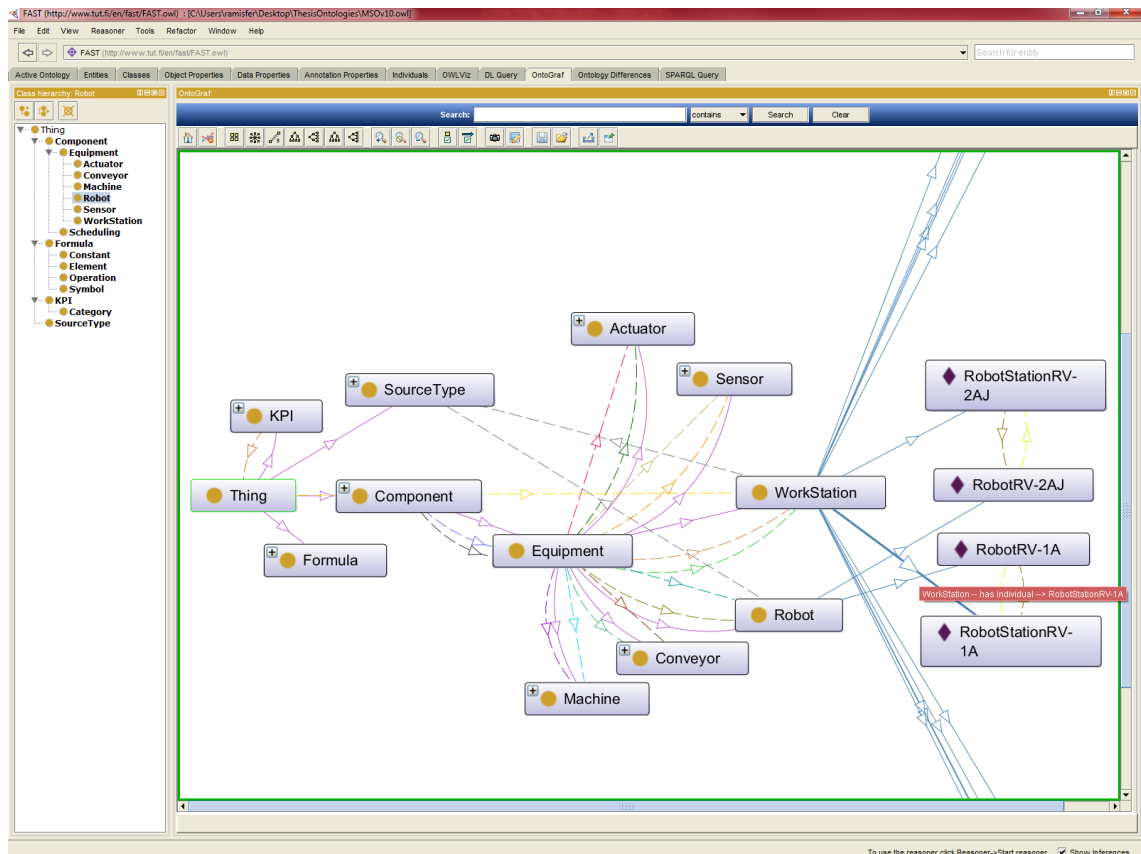 FAST (http://www.tut.fi/en/fast/FAST.owl) : [C:\Users\ramisfer\Desktop\ThesisOntologies\MSOv10.owl]
File Edit View Reasoner Tools Refactor Window Help
FAST (http://www.tut.fi/en/fast/FAST.owl)
Search for entity
Active Ontology Entities Classes Object Properties Data Properties Annotation Properties Individuals OWLViz DL Query OntoGraf Ontology Differences SPARQL Query
Class hierarchy: Robot
Thing
Component
Equipment
Actuator
Conveyor
Machine
Robot
Sensor
WorkStation
Scheduling
Formula
Constant
Element
Operation
Symbol
KPI
Category
SourceType
OntoGraf:
Search: contains Search Clear
Actuator
Sensor
SourceType
KPI
Thing
Component
Formula
Equipment
WorkStation
Robot
Conveyor
Machine
RobotStationRV-
2AJ
RobotRV-2AJ
RobotRV-1A
WorkStation -- has individual --> RobotStationRV-1A
RobotStationRV-
1A
To use the reasoner click Reasoner->Start reasoner Show Inferences